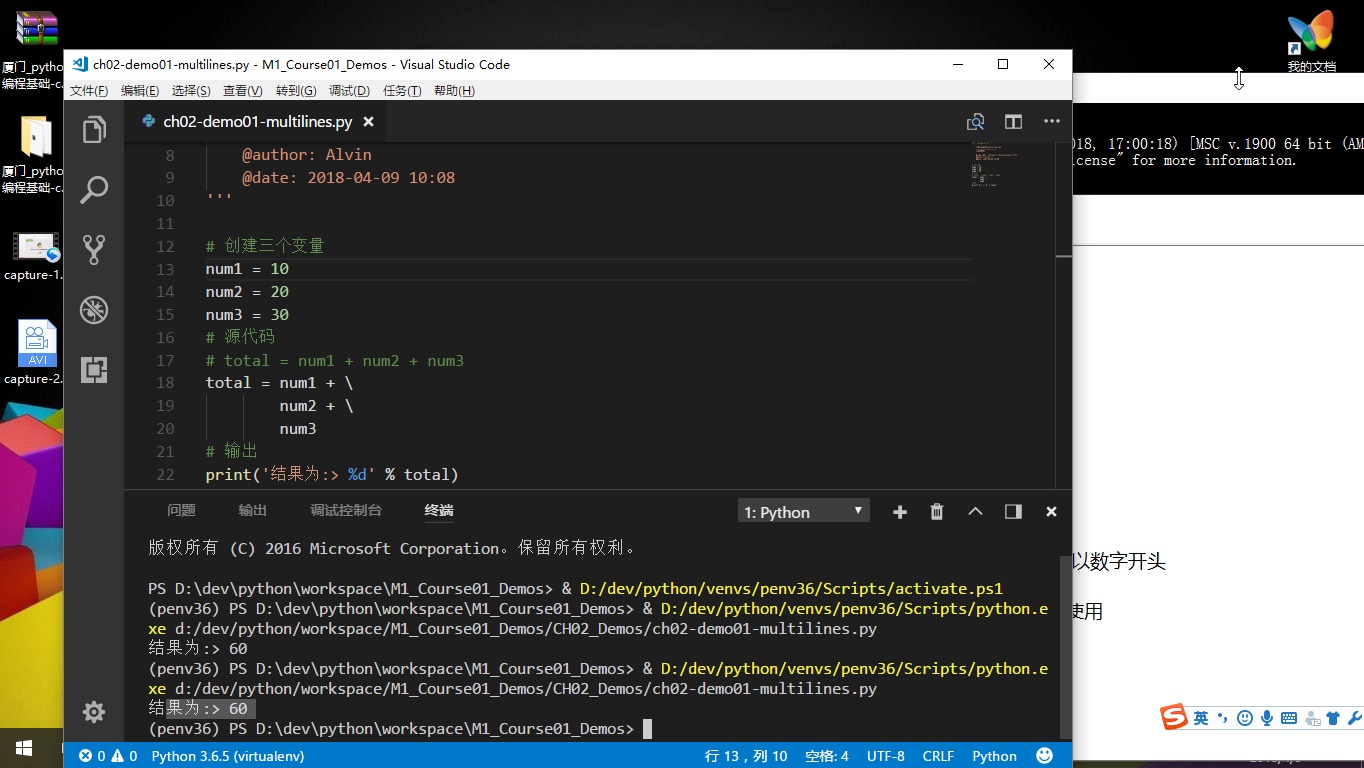 厦门_pytho
编程基础-c...
厦门_pytho
编程基础-c...
capture-1.
AVI
capture-2.
我的文档
ch02-demo01-multilines.py - M1_Course01_Demos - Visual Studio Code
文件(F) 编辑(E) 选择(S) 查看(V) 转到(G) 调试(D) 任务(T) 帮助(H)
ch02-demo01-multilines.py
8 @author: Alvin
9 @date: 2018-04-09 10:08
10 '''
11
12 # 创建三个变量
13 num1 = 10
14 num2 = 20
15 num3 = 30
16 # 源代码
17 # total = num1 + num2 + num3
18 total = num1 + \
19 num2 + \
20 num3
21 # 输出
22 print('结果为:> %d' % total)
问题 输出 调试控制台 终端 1: Python
版权所有 (C) 2016 Microsoft Corporation。保留所有权利。
PS D:\dev\python\workspace\M1_Course01_Demos> & D:/dev/python/venvs/penv36/Scripts/activate.ps1
(penv36) PS D:\dev\python\workspace\M1_Course01_Demos> & D:/dev/python/venvs/penv36/Scripts/python.e
xe d:/dev/python/workspace/M1_Course01_Demos/CH02_Demos/ch02-demo01-multilines.py
结果为:> 60
(penv36) PS D:\dev\python\workspace\M1_Course01_Demos> & D:/dev/python/venvs/penv36/Scripts/python.e
xe d:/dev/python/workspace/M1_Course01_Demos/CH02_Demos/ch02-demo01-multilines.py
结果为:> 60
(penv36) PS D:\dev\python\workspace\M1_Course01_Demos>
0 0 Python 3.6.5 (virtualenv) 行 13，列 10 空格: 4 UTF-8 CRLF Python
018, 17:00:18) [MSC v.1900 64 bit (AM
icense" for more information.
以数字开头
使用
S 英